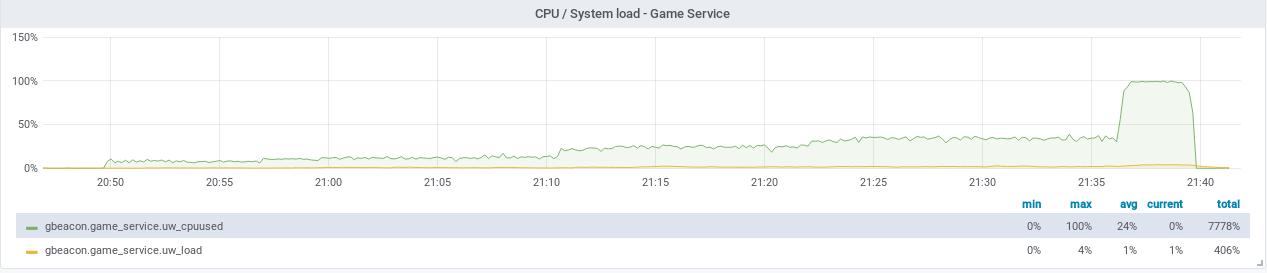 CPU / System load - Game Service
150%
100%
50%
0%
20:50 20:55 21:00 21:05 21:10 21:15 21:20 21:25 21:30 21:35 21:40
min max avg current total
gbeacon.game_service.uw_cpuused 0% 100% 24% 0% 7778%
gbeacon.game_service.uw_load 0% 4% 1% 1% 406%